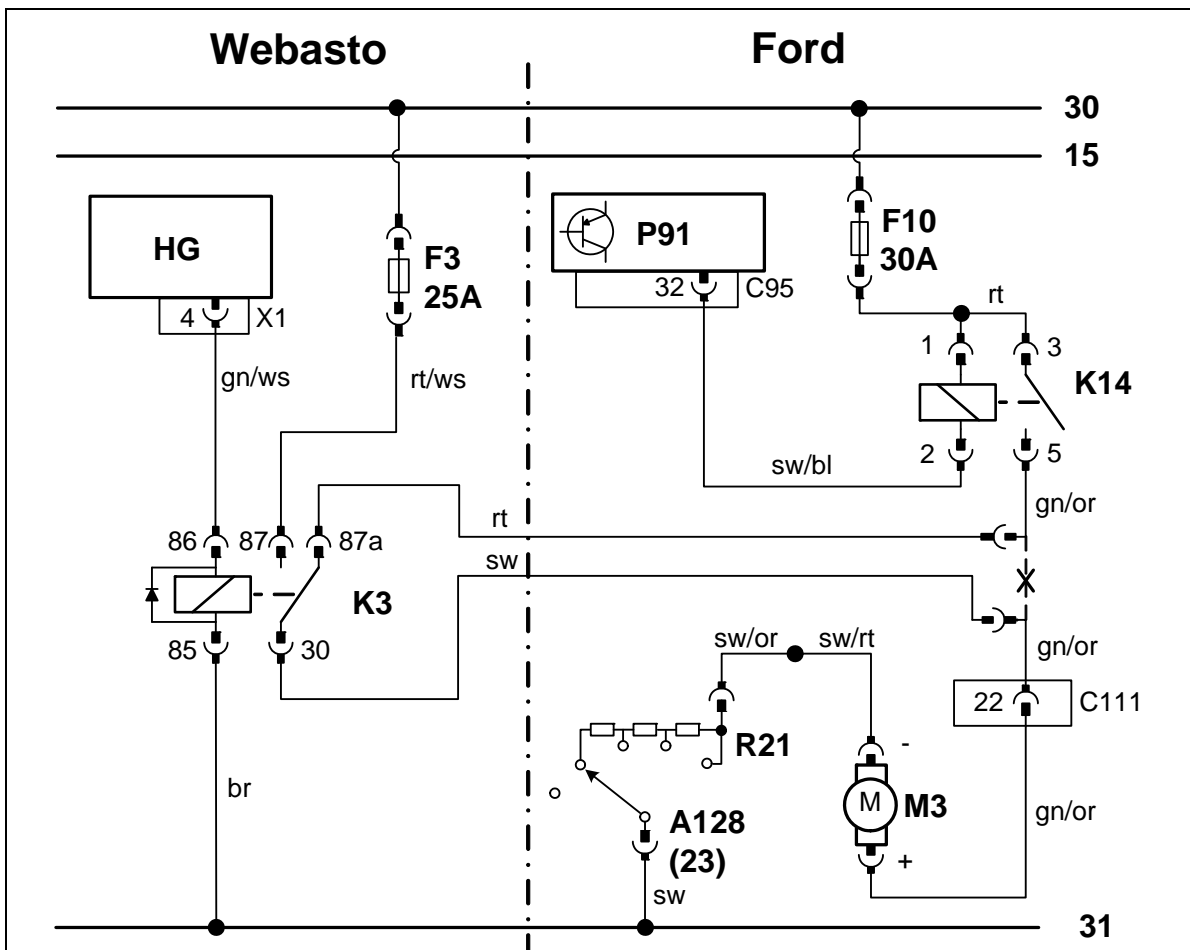 Webasto
Ford
30
15
HG
P91
F10
30A
F3
25A
32
C95
rt
4
X1
1
3
K14
gn/ws
rt/ws
2
5
sw/bl
gn/or
rt
86
87
87a
sw
K3
85
30
sw/or
sw/rt
gn/or
22
C111
R21
-
br
M
M3
gn/or
A128
(23)
+
sw
31